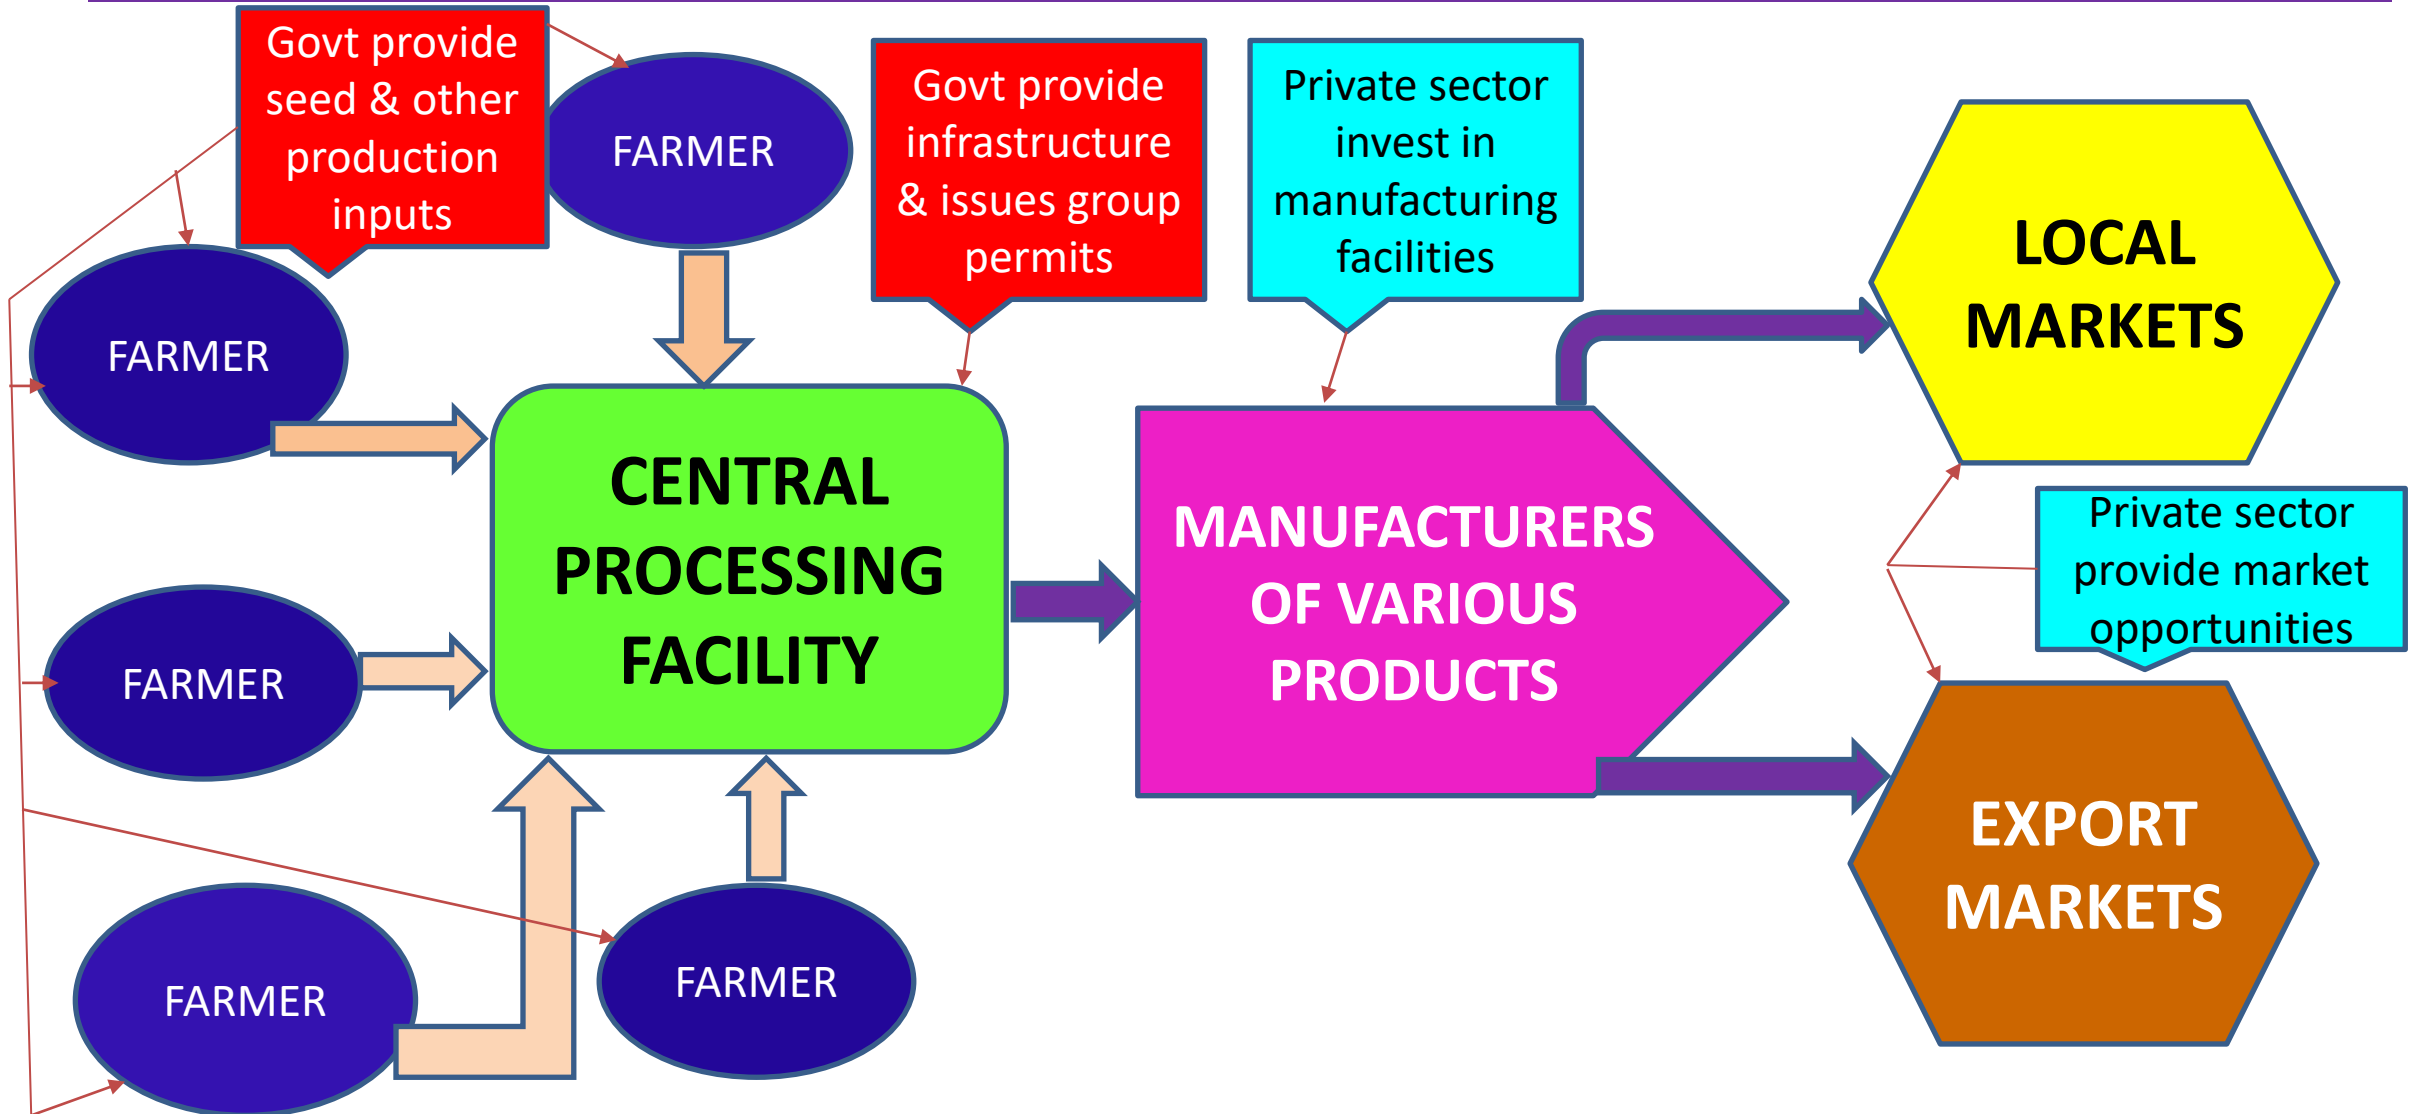 Govt provide
seed & other
production
inputs
FARMER
Govt provide
infrastructure
& issues group
permits
Private sector
invest in
manufacturing
facilities
LOCAL
MARKETS
FARMER
CENTRAL
PROCESSING
FACILITY
MANUFACTURERS
OF VARIOUS
PRODUCTS
Private sector
provide market
opportunities
FARMER
EXPORT
MARKETS
FARMER
FARMER